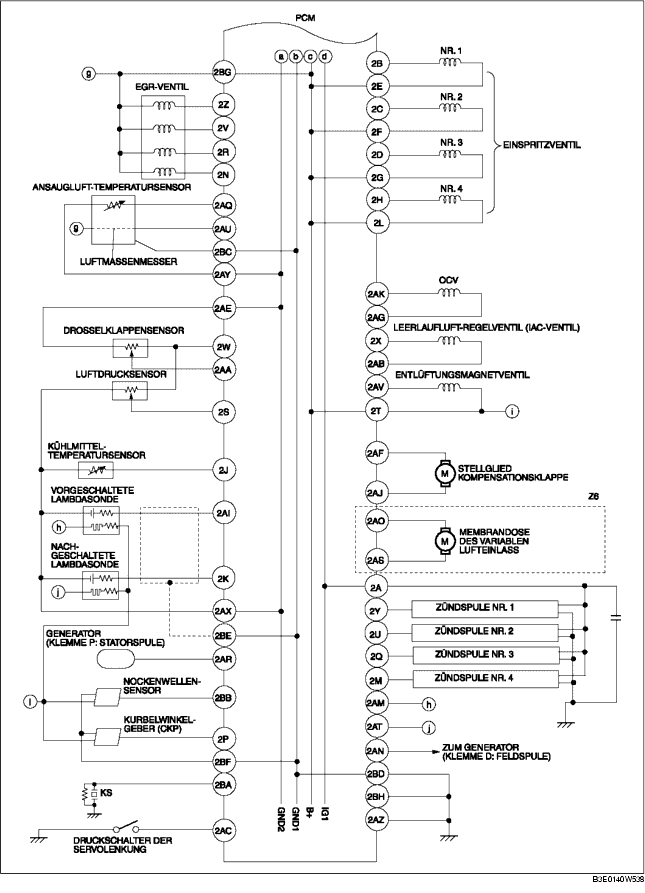 PCM
a b c d
g
2BG
EGR-VENTIL
2Z
2V
2R
2N
ANSAUGLUFT-TEMPERATURSENSOR
2AQ
g
2AU
2BC
LUFTMASSENMESSER
2AY
2AE
DROSSELKLAPPENSENSOR
2W
2AA
LUFTDRUCKSENSOR
2S
KÜHLMITTEL-
TEMPERATURSENSOR
2J
VORGESCHALTETE
LAMBDASONDE
2AI
h
NACH-
GESCHALTETE
LAMBDASONDE
2K
j
2AX
GENERATOR
(KLEMME P: STATORSPULE)
2BE
2AR
NOCKENWELLEN-
SENSOR
2BB
i
KURBELWINKEL-
GEBER (CKP)
2P
2BF
2BA
KS
2AC
DRUCKSCHALTER DER
SERVOLENKUNG
GND2
GND1
B+
IG1
2B
NR. 1
2E
2C
NR. 2
2F
EINSPRITZVENTIL
2D
NR. 3
2G
2H
NR. 4
2L
OCV
2AK
2AG
LEERLAUFLUFT-REGELVENTIL (IAC-VENTIL)
2X
2AB
ENTLÜFTUNGSMAGNETVENTIL
2AV
2T
i
2AF
M
STELLGLIED
KOMPENSATIONSKLAPPE
2AJ
Z6
2AO
M
MEMBRANDOSE
DES VARIABLEN
LUFTEINLASS
2AS
2A
2Y
ZÜNDSPULE NR. 1
2U
ZÜNDSPULE NR. 2
2Q
ZÜNDSPULE NR. 3
2M
ZÜNDSPULE NR. 4
2AM
h
2AT
j
2AN
ZUM GENERATOR
(KLEMME D: FELDSPULE)
2BD
2BH
2AZ
B3E0140W538